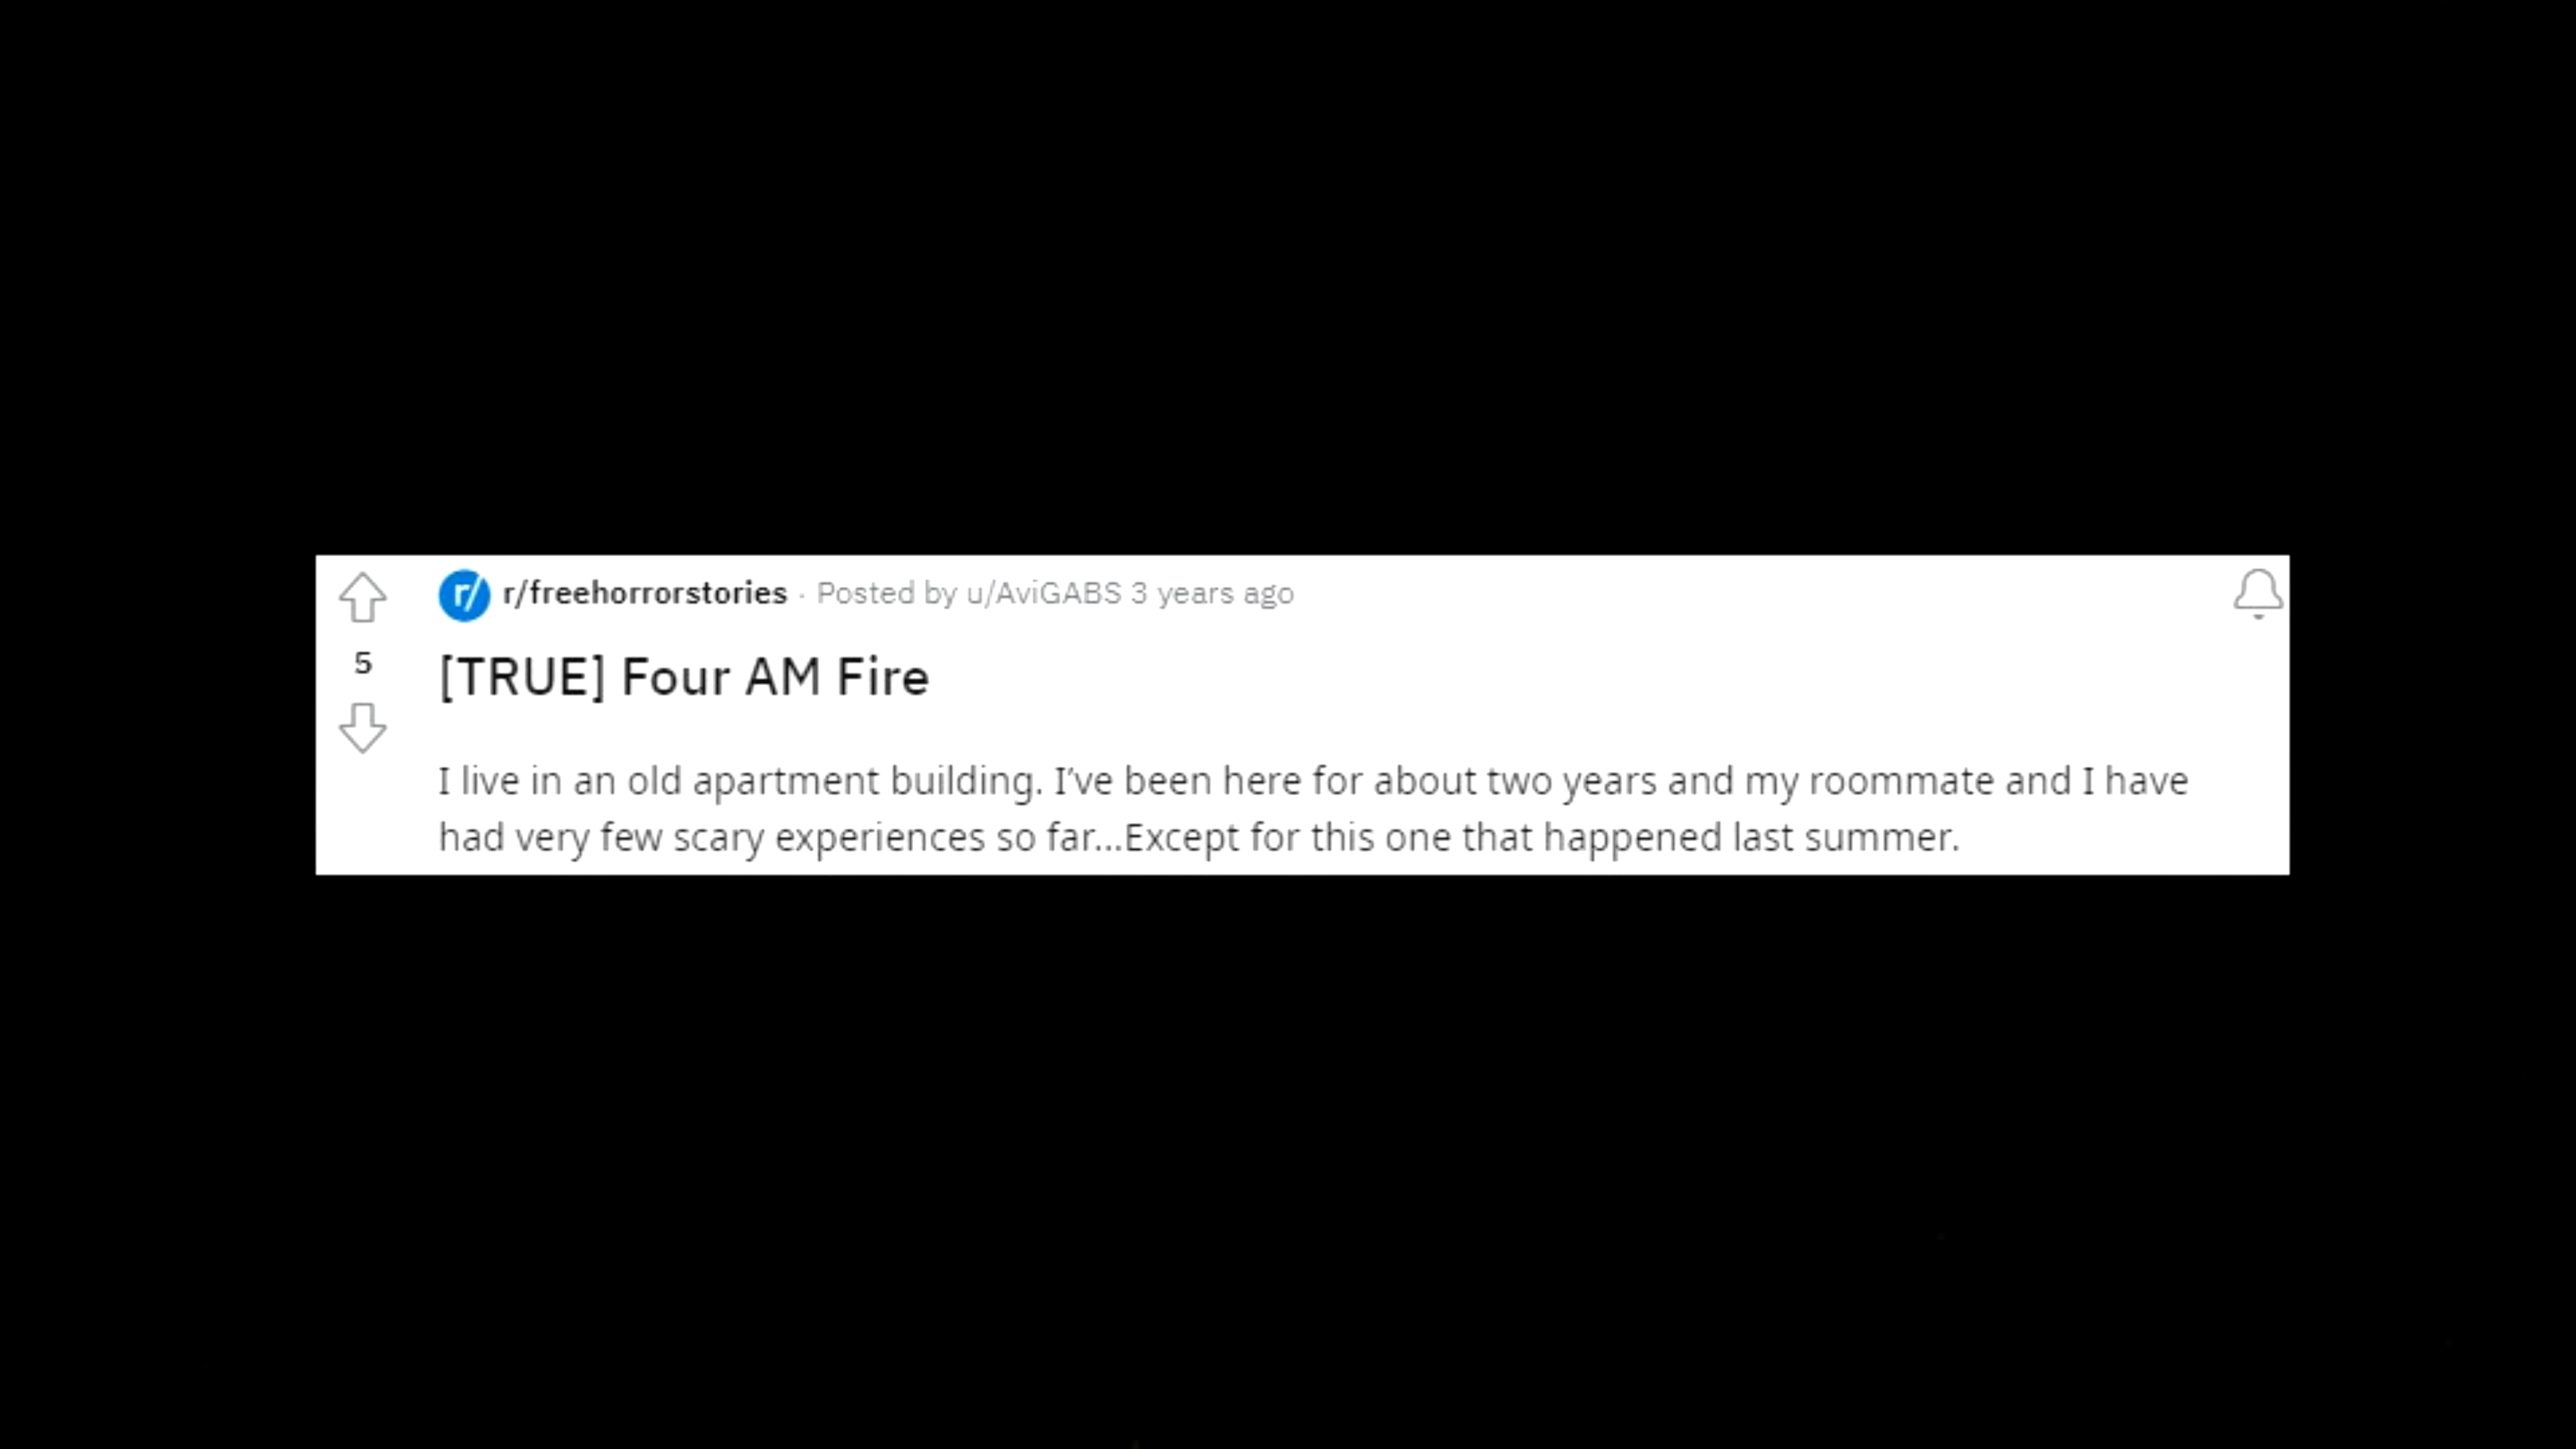 r/ r/freehorrorstories · Posted by u/AviGABS 3 years ago
5
[TRUE] Four AM Fire
I live in an old apartment building. I’ve been here for about two years and my roommate and I have
had very few scary experiences so far...Except for this one that happened last summer.